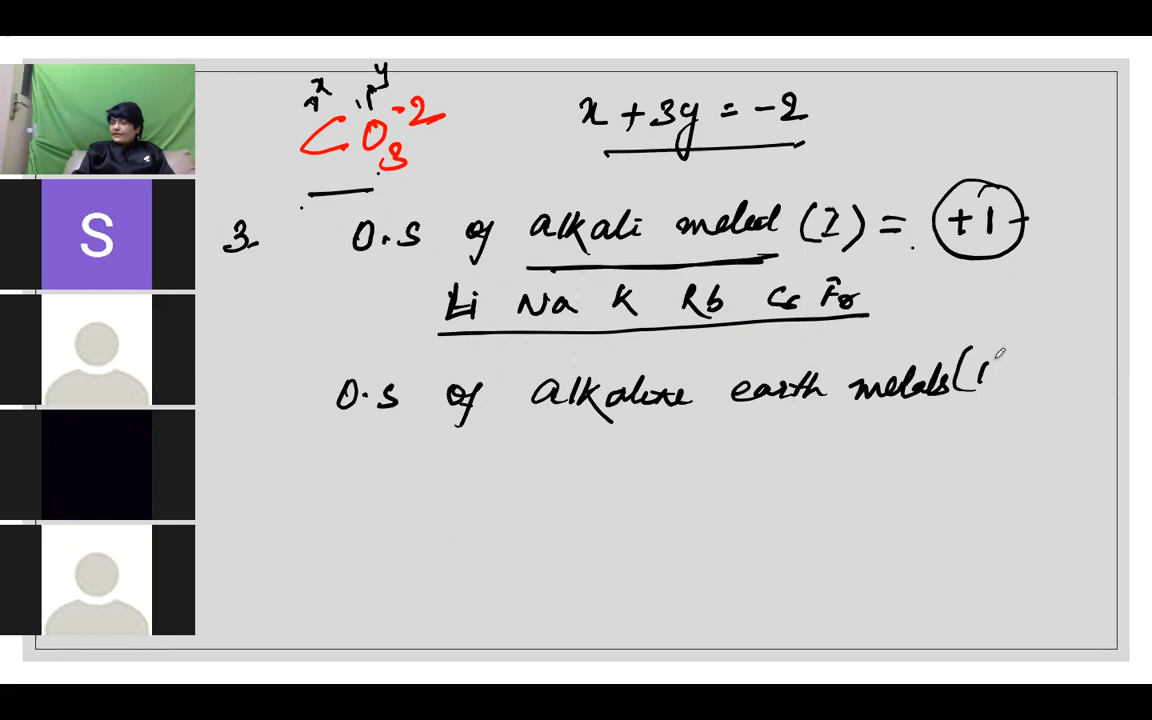 x y
CO3-2 x + 3y = -2
3. O.S of alkali metal (I) = +1
Li Na K Rb Cs Fr
O.S of alkaline earth metals (I
S